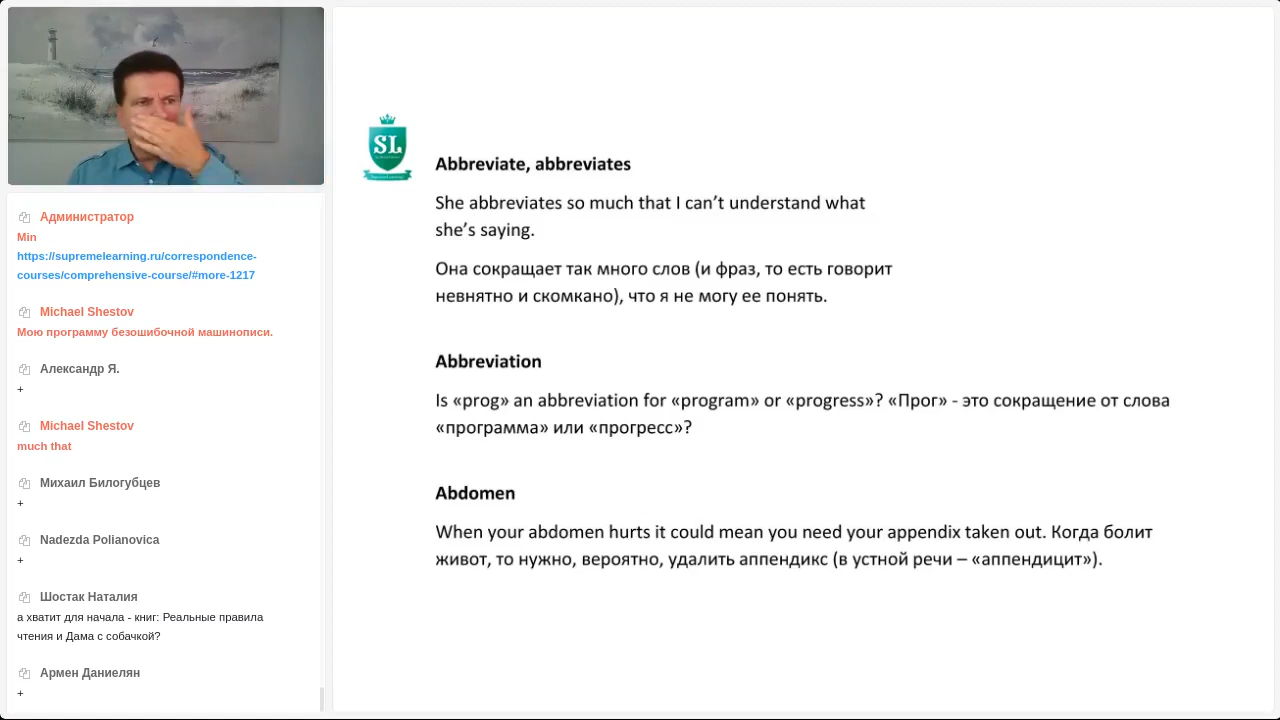 Администратор
Min
https://supremelearning.ru/correspondence-
courses/comprehensive-course/#more-1217
Michael Shestov
Мою программу безошибочной машинописи.
Александр Я.
+
Michael Shestov
much that
Михаил Билогубцев
+
Nadezda Polianovica
+
Шостак Наталия
а хватит для начала - книг: Реальные правила
чтения и Дама с собачкой?
Армен Даниелян
+
SL
Abbreviate, abbreviates
She abbreviates so much that I can’t understand what
she’s saying.
Она сокращает так много слов (и фраз, то есть говорит
невнятно и скомкано), что я не могу ее понять.
Abbreviation
Is «prog» an abbreviation for «program» or «progress»? «Прог» - это сокращение от слова
«программа» или «прогресс»?
Abdomen
When your abdomen hurts it could mean you need your appendix taken out. Когда болит
живот, то нужно, вероятно, удалить аппендикс (в устной речи – «аппендицит»).